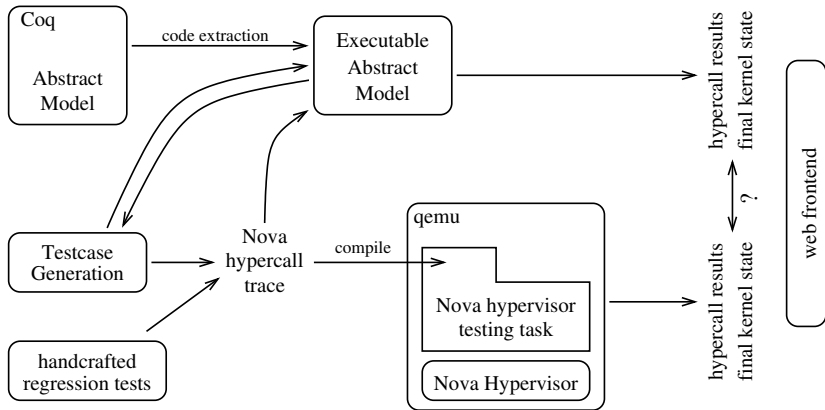 Coq
Abstract
Model
code extraction
Executable
Abstract
Model
hypercall results
final kernel state
?
web frontend
Testcase
Generation
Nova
hypercall
trace
compile
qemu
Nova hypervisor
testing task
Nova Hypervisor
hypercall results
final kernel state
handcrafted
regression tests